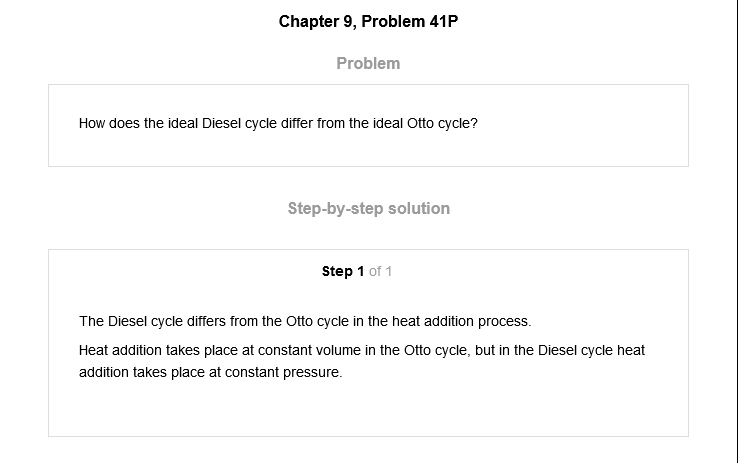 Chapter 9, Problem 41P
Problem
How does the ideal Diesel cycle differ from the ideal Otto cycle?
Step-by-step solution
Step 1 of 1
The Diesel cycle differs from the Otto cycle in the heat addition process.
Heat addition takes place at constant volume in the Otto cycle, but in the Diesel cycle heat
addition takes place at constant pressure.